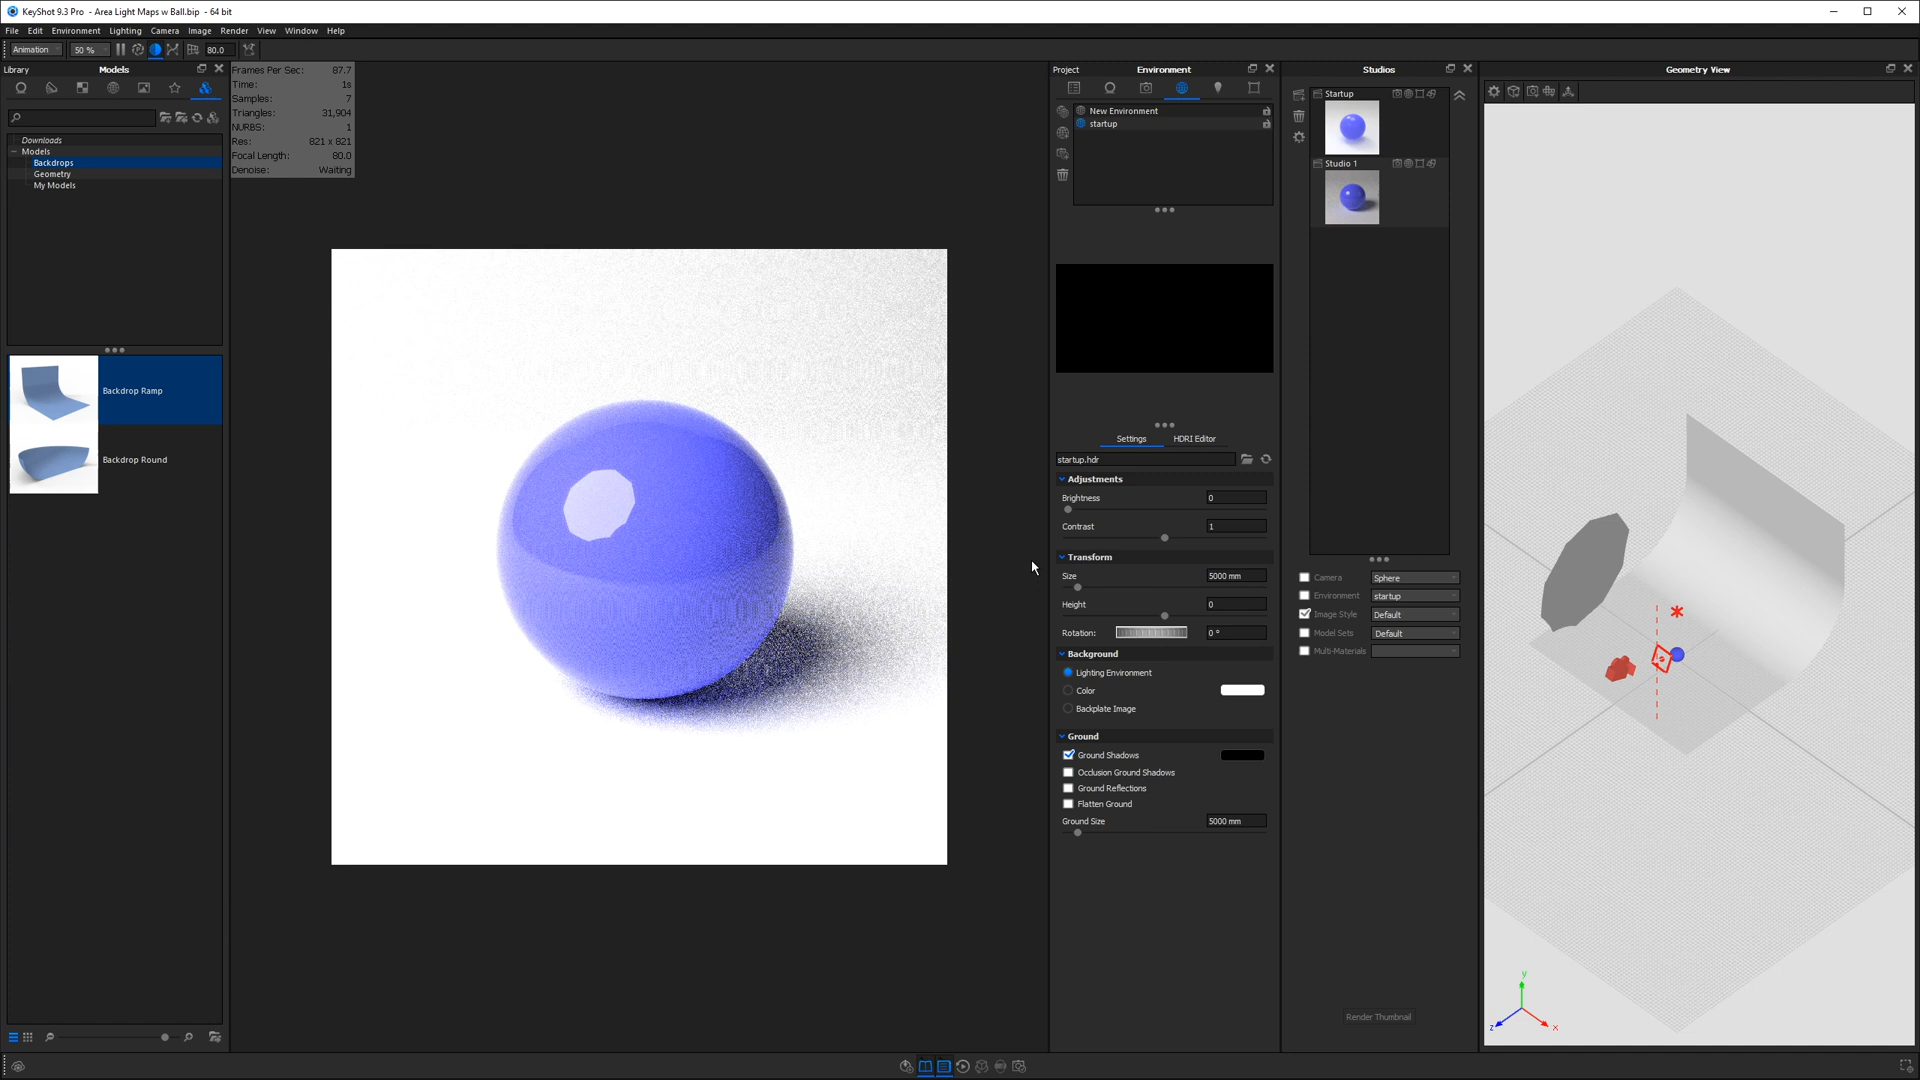 KeyShot 9.3 Pro - Area Light Maps w Ball.bip - 64 bit
File Edit Environment Lighting Camera Image Render View Window Help
Animation 50 % 80.0
Library Models
Downloads
Models
Backdrops
Geometry
My Models
Backdrop Ramp
Backdrop Round
Frames Per Sec: 87.7
Time: 1s
Samples: 7
Triangles: 31,904
NURBS: 1
Res: 821 x 821
Focal Length: 80.0
Denoise: Waiting
Project Environment
New Environment
startup
Settings HDRI Editor
startup.hdr
Adjustments
Brightness 0
Contrast 1
Transform
Size 5000 mm
Height 0
Rotation: 0 °
Background
Lighting Environment
Color
Backplate Image
Ground
Ground Shadows
Occlusion Ground Shadows
Ground Reflections
Flatten Ground
Ground Size 5000 mm
Studios
Startup
Studio 1
Camera Sphere
Environment startup
Image Style Default
Model Sets Default
Multi-Materials
Render Thumbnail
Geometry View
y
z x